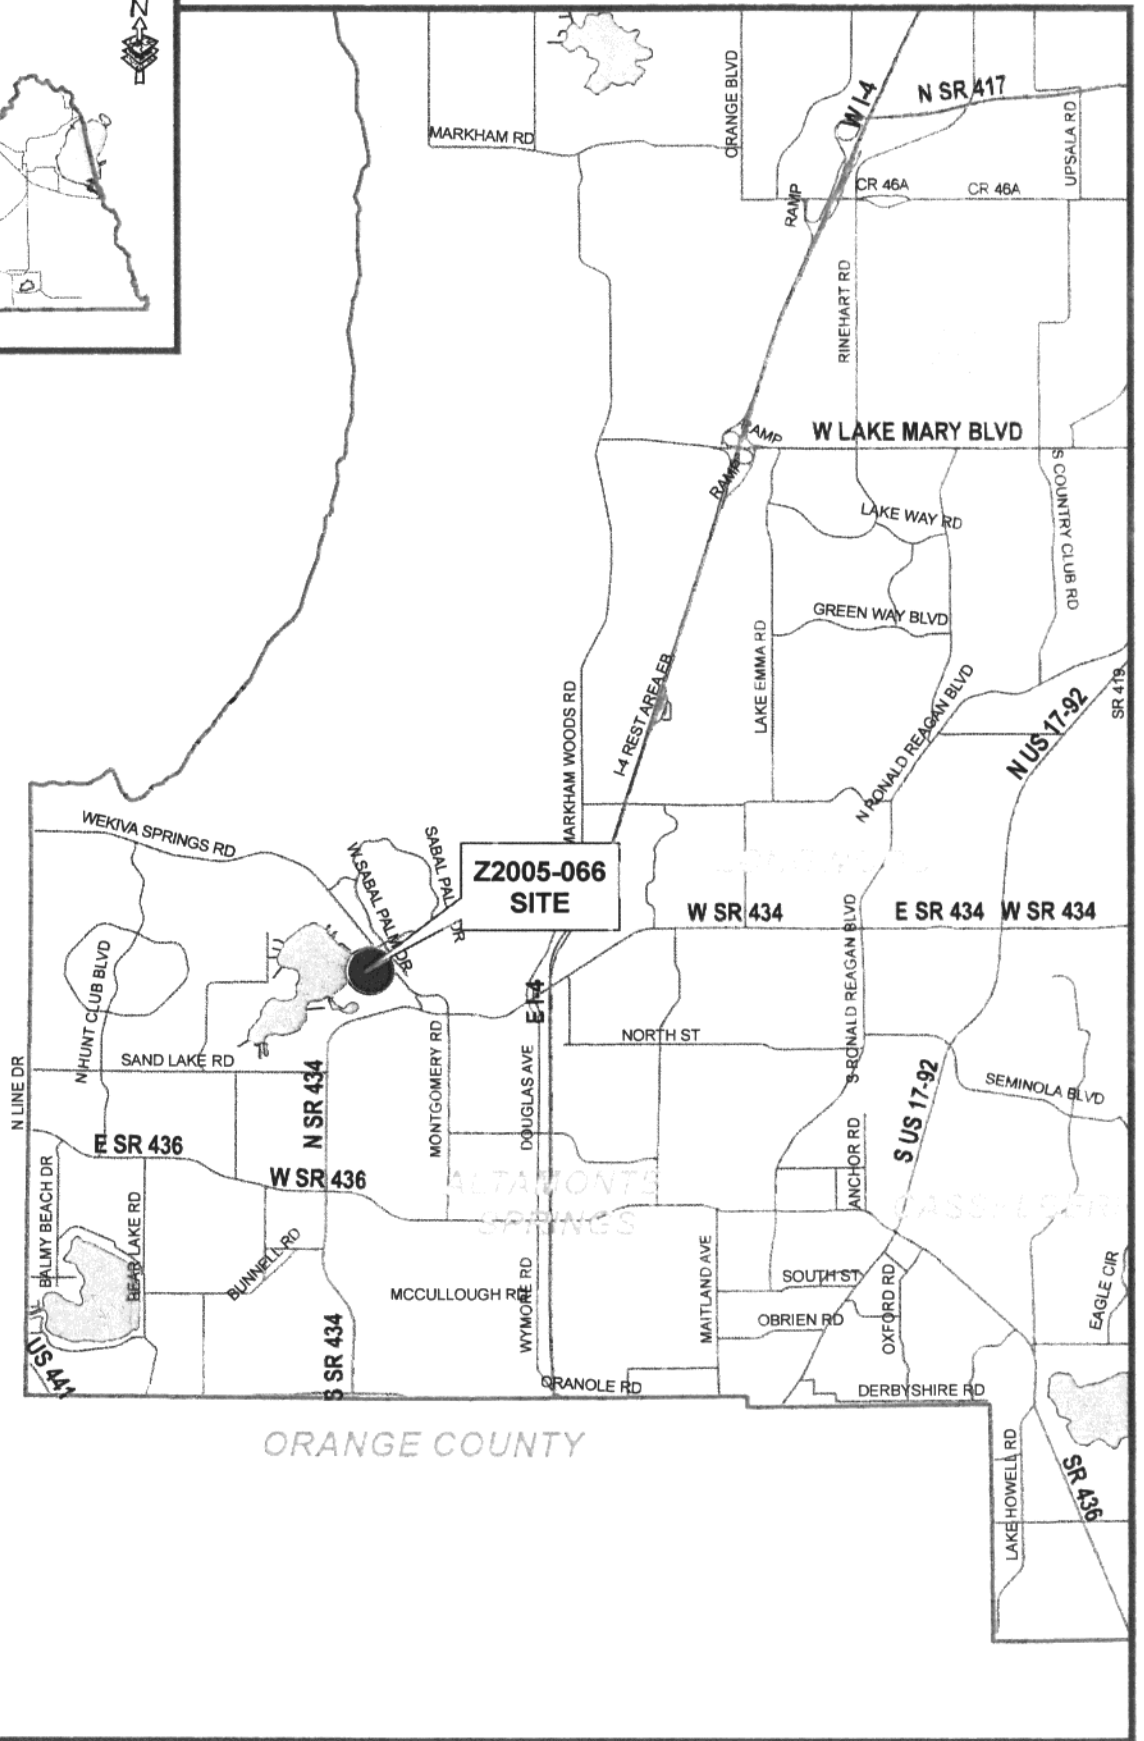 N
ORANGE BLVD
W I-4
N SR 417
MARKHAM RD
UPSALA RD
RAMP
CR 46A
CR 46A
RINEHART RD
RAMP
W LAKE MARY BLVD
RAMP
S COUNTRY CLUB RD
LAKE WAY RD
GREEN WAY BLVD
LAKE EMMA RD
I-4 REST AREA EB
MARKHAM WOODS RD
N RONALD REAGAN BLVD
N US 17-92
SR 419
WEKIVA SPRINGS RD
W SABAL PALM DR
SABAL PAL DR
Z2005-066
SITE
W SR 434
E SR 434
W SR 434
N HUNT CLUB BLVD
S RONALD REAGAN BLVD
E I-4
NORTH ST
SAND LAKE RD
N LINE DR
N SR 434
MONTGOMERY RD
DOUGLAS AVE
S US 17-92
SEMINOLA BLVD
E SR 436
W SR 436
ANCHOR RD
ALTAMONTE
SPRINGS
BALMY BEACH DR
BEAR LAKE RD
BUNNELL RD
MCCULLOUGH RD
WYMORE RD
MAITLAND AVE
SOUTH ST
OBRIEN RD
OXFORD RD
EAGLE CIR
US 441
S SR 434
ORANOLE RD
DERBYSHIRE RD
ORANGE COUNTY
LAKE HOWELL RD
SR 436